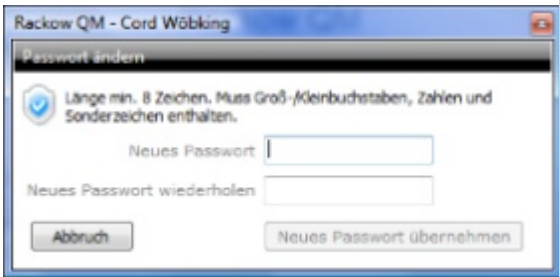 Rackow QM - Cord Wöbking
Passwort ändern
Länge min. 8 Zeichen. Muss Groß-/Kleinbuchstaben, Zahlen und
Sonderzeichen enthalten.
Neues Passwort
Neues Passwort wiederholen
Abbruch
Neues Passwort übernehmen